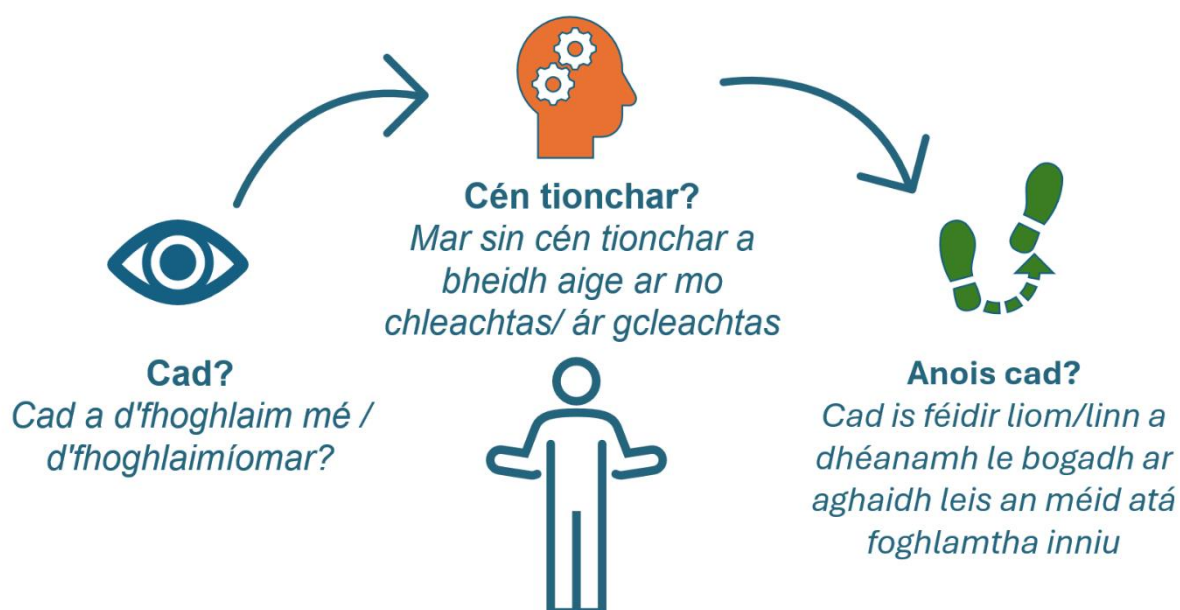 Cad?
Cad a d'fhoghlaim mé /
d'fhoghlaimíomar?
Cén tionchar?
Mar sin cén tionchar a
bheidh aige ar mo
chleachtas/ ár gcleachtas
Anois cad?
Cad is féidir liom/linn a
dhéanamh le bogadh ar
aghaidh leis an méid atá
foghlamtha inniu